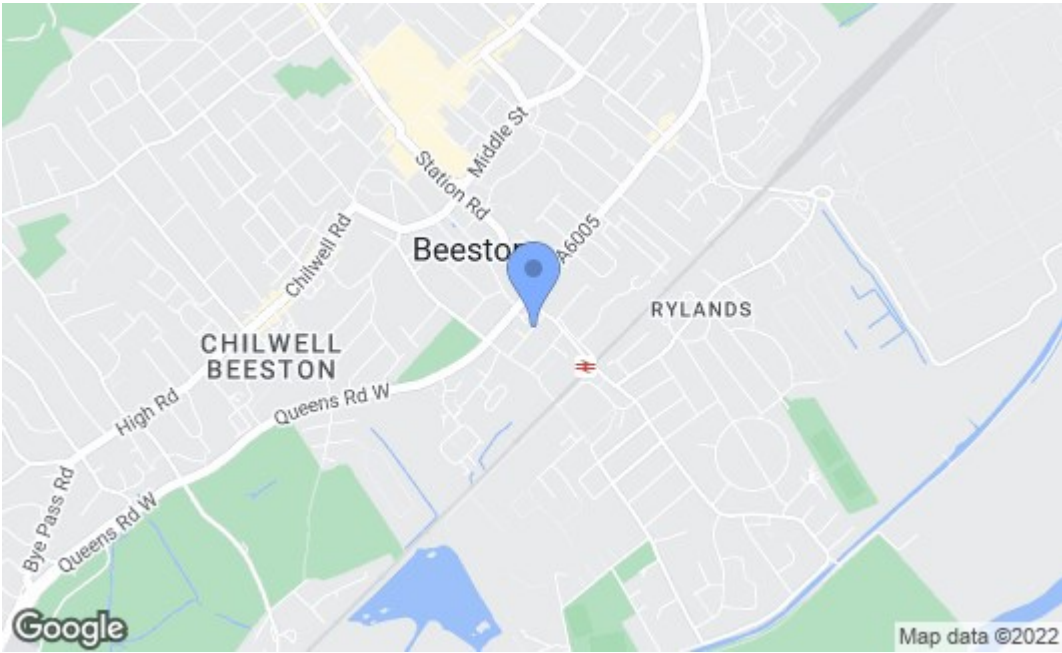 Middle St
Station Rd
A6005
Chilwell Rd
Beeston
RYLANDS
CHILWELL
BEESTON
High Rd
Queens Rd W
Bye Pass Rd
Queens Rd W
Google
Map data ©2022